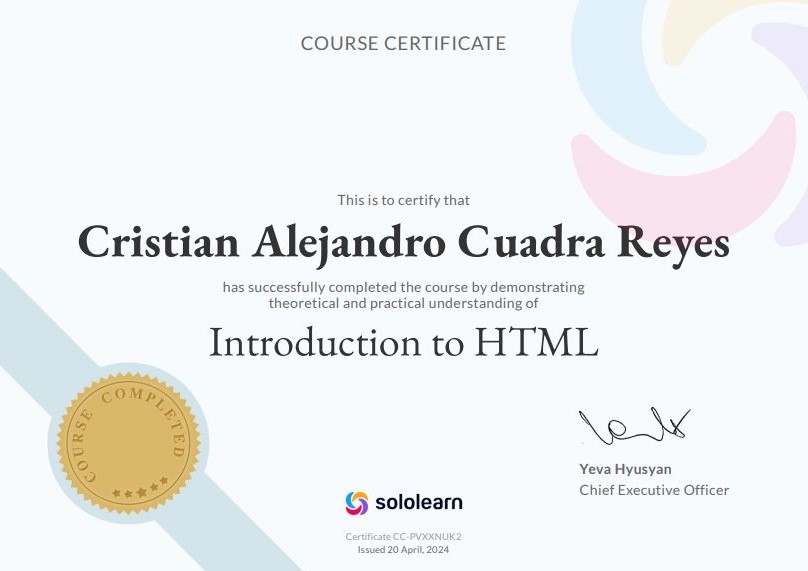 COURSE CERTIFICATE
This is to certify that
Cristian Alejandro Cuadra Reyes
has successfully completed the course by demonstrating
theoretical and practical understanding of
Introduction to HTML
COURSE COMPLETED
Yeva Hyusyan
Chief Executive Officer
sololearn
Certificate CC-PVXXNUK2
Issued 20 April, 2024